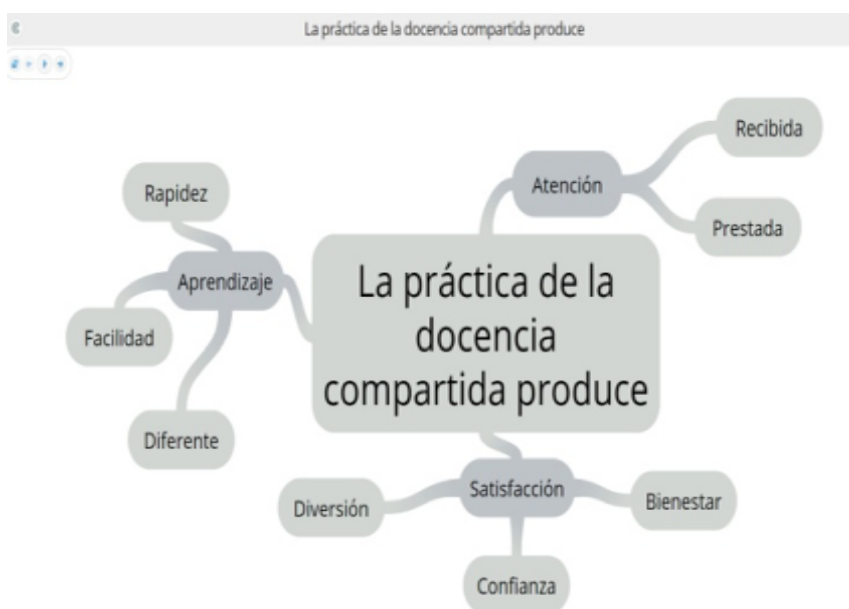 La práctica de la docencia compartida produce
Recibida
Atención
Prestada
Rapidez
Aprendizaje
Facilidad
Diferente
La práctica de la
docencia
compartida produce
Satisfacción
Diversión
Bienestar
Confianza